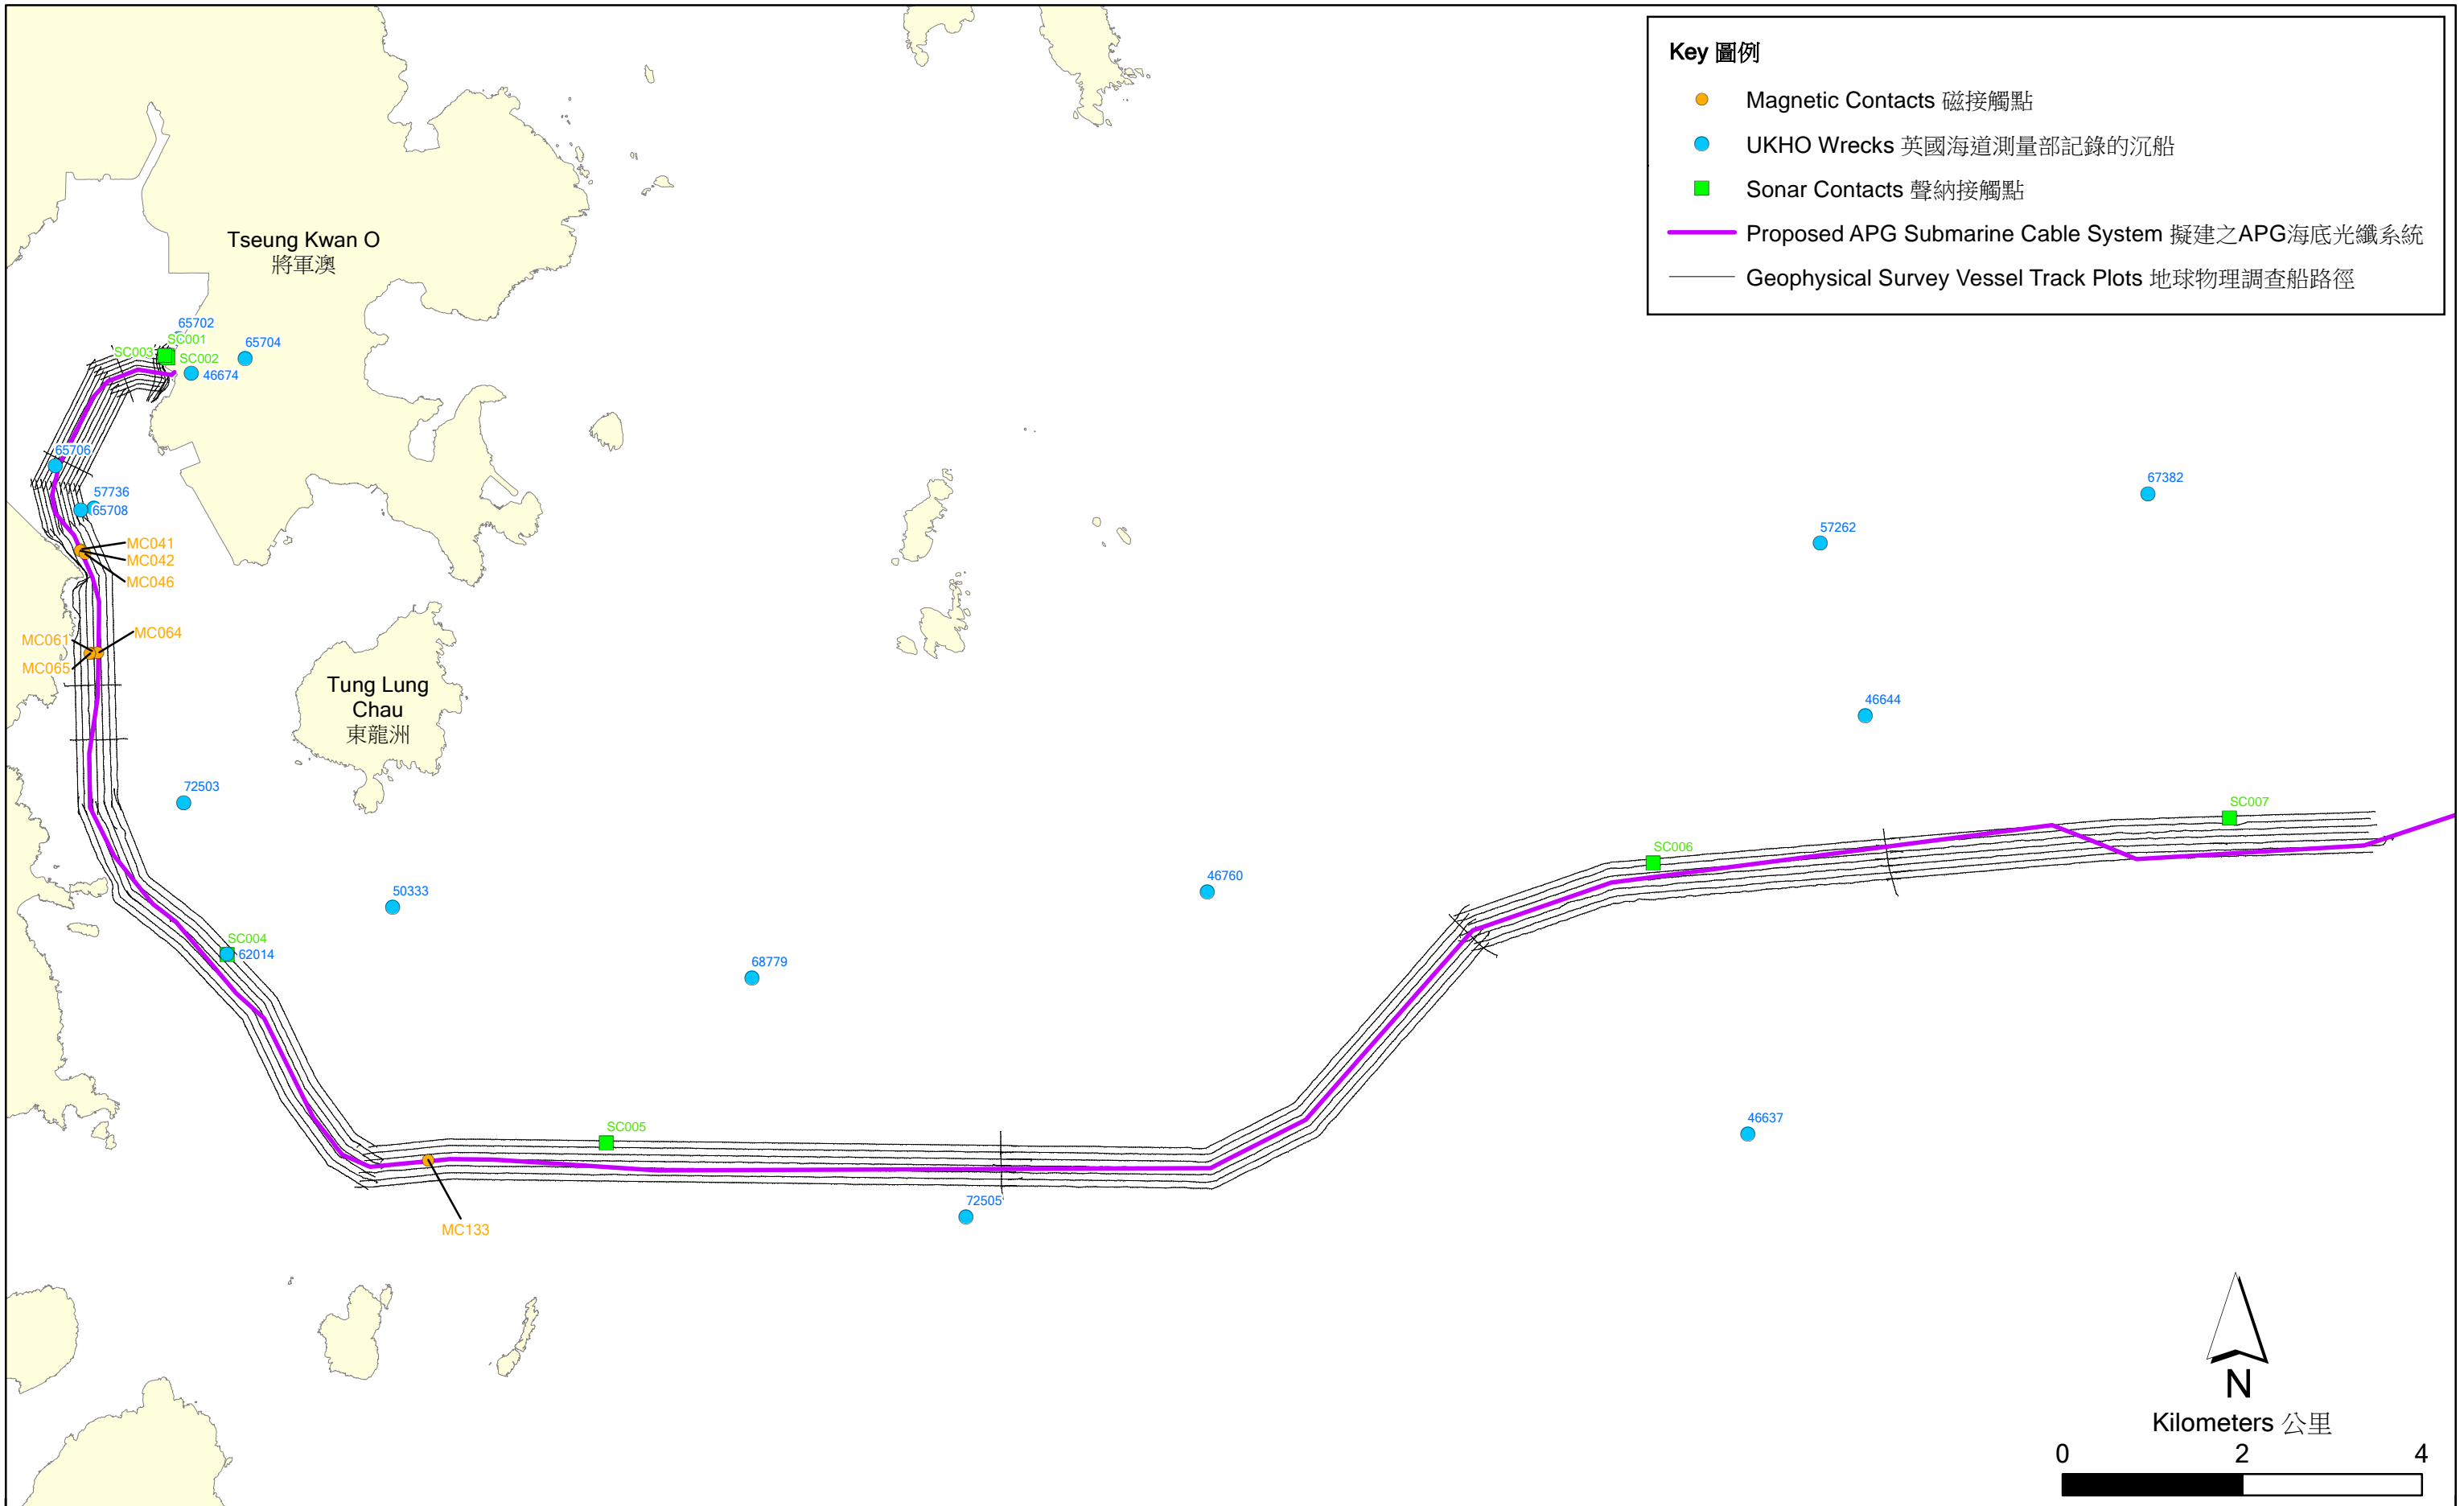 Key 圖例
Magnetic Contacts 磁接觸點
UKHO Wrecks 英國海道測量部記錄的沉船
Sonar Contacts 聲納接觸點
Proposed APG Submarine Cable System 擬建之APG海底光纖系統
Geophysical Survey Vessel Track Plots 地球物理調查船路徑
Tseung Kwan O
將軍澳
65702
SC001
SC003
SC002
65704
46674
65706
57736
65708
MC041
MC042
MC046
MC061
MC064
MC065
Tung Lung
Chau
東龍洲
67382
57262
46644
72503
SC007
SC006
50333
46760
SC004
62014
68779
SC005
46637
72505
MC133
N
Kilometers 公里
0 2 4